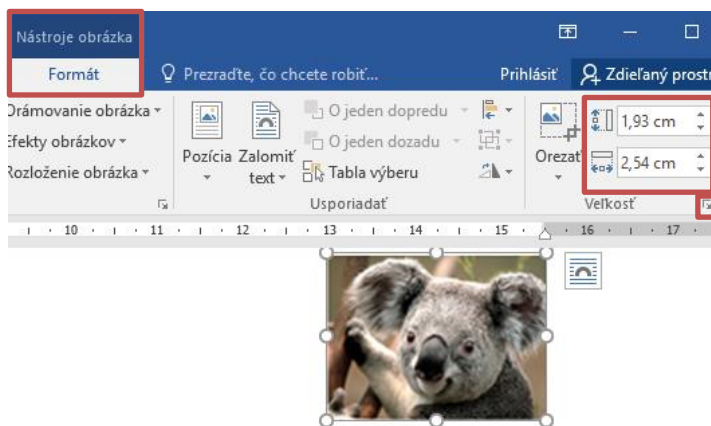 Nástroje obrázka
Formát
Prezraďte, čo chcete robiť...
Prihlásiť
Zdieľaný prostr
Orámovanie obrázka
Efekty obrázkov
Rozloženie obrázka
Pozícia
Zalomiť
text
O jeden dopredu
O jeden dozadu
Tabla výberu
Usporiadať
Orezať
1,93 cm
2,54 cm
Veľkosť
10 11 12 13 14 15 16 17